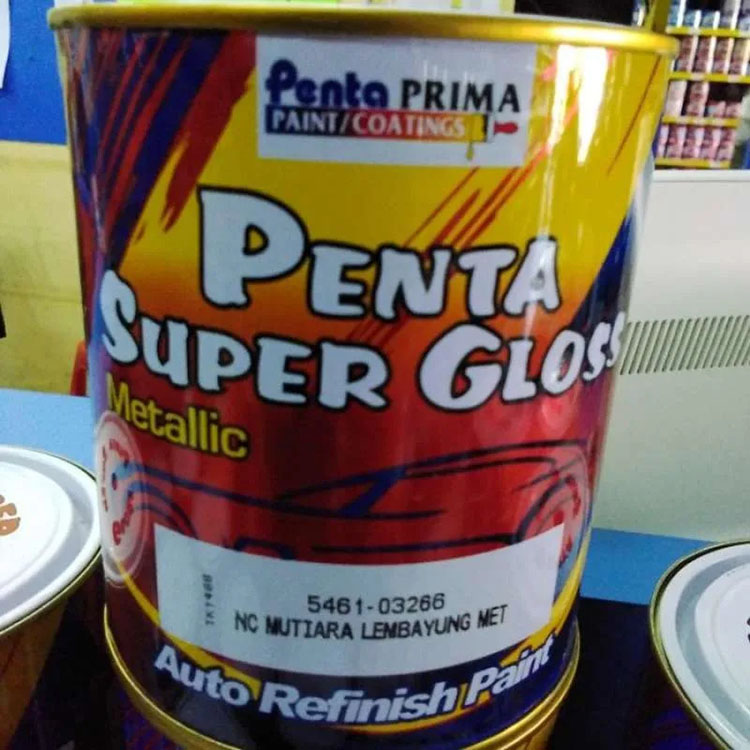 Penta PRIMA
PAINT/COATINGS
PENTA
SUPER GLOSS
Metallic
5461-03266
NC MUTIARA LEMBAYUNG MET
Auto Refinish Paint